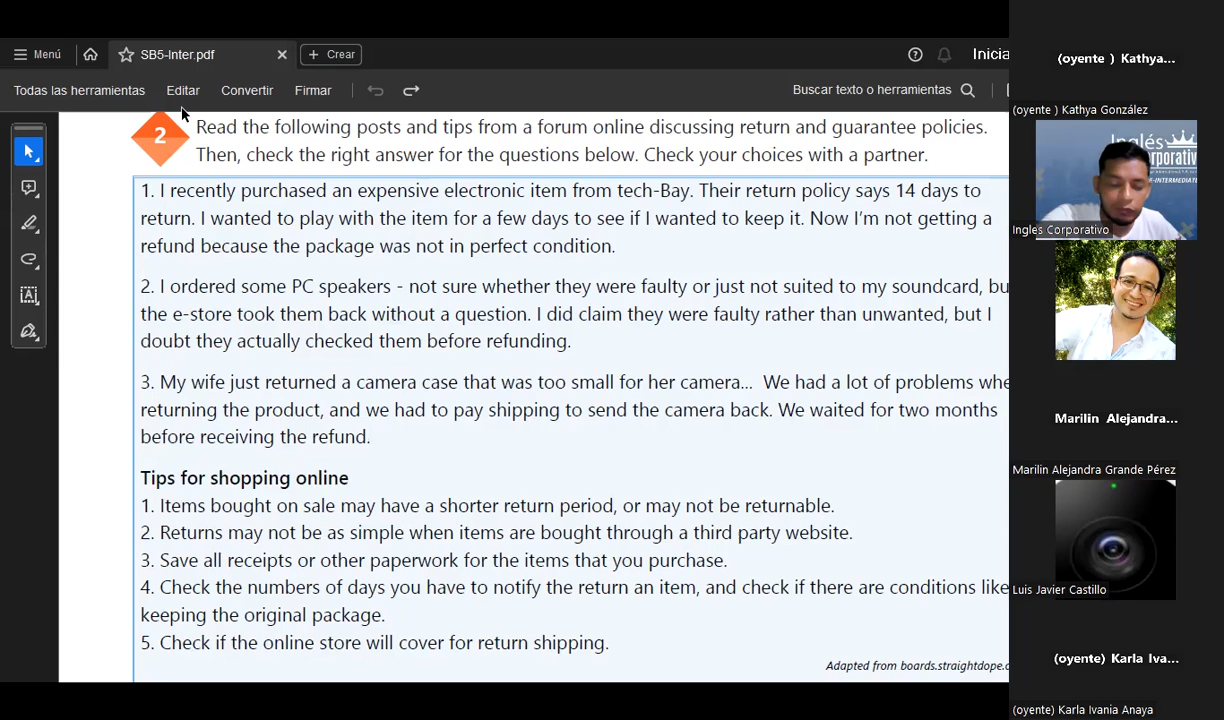 Menú
SB5-Inter.pdf
Crear
Inicia
Todas las herramientas
Editar
Convertir
Firmar
Buscar texto o herramientas
2
Read the following posts and tips from a forum online discussing return and guarantee policies.
Then, check the right answer for the questions below. Check your choices with a partner.
1. I recently purchased an expensive electronic item from tech-Bay. Their return policy says 14 days to
return. I wanted to play with the item for a few days to see if I wanted to keep it. Now I'm not getting a
refund because the package was not in perfect condition.
2. I ordered some PC speakers - not sure whether they were faulty or just not suited to my soundcard, bu
the e-store took them back without a question. I did claim they were faulty rather than unwanted, but I
doubt they actually checked them before refunding.
3. My wife just returned a camera case that was too small for her camera... We had a lot of problems whe
returning the product, and we had to pay shipping to send the camera back. We waited for two months
before receiving the refund.
Tips for shopping online
1. Items bought on sale may have a shorter return period, or may not be returnable.
2. Returns may not be as simple when items are bought through a third party website.
3. Save all receipts or other paperwork for the items that you purchase.
4. Check the numbers of days you have to notify the return an item, and check if there are conditions like
keeping the original package.
5. Check if the online store will cover for return shipping.
Adapted from boards.straightdope.c
(oyente ) Kathya...
(oyente ) Kathya González
Inglés
rporativ
-INTERMEDIATE
Ingles Corporativo
Marilin Alejandra...
Marilin Alejandra Grande Pérez
Luis Javier Castillo
(oyente) Karla Iva...
(oyente) Karla Ivania Anaya